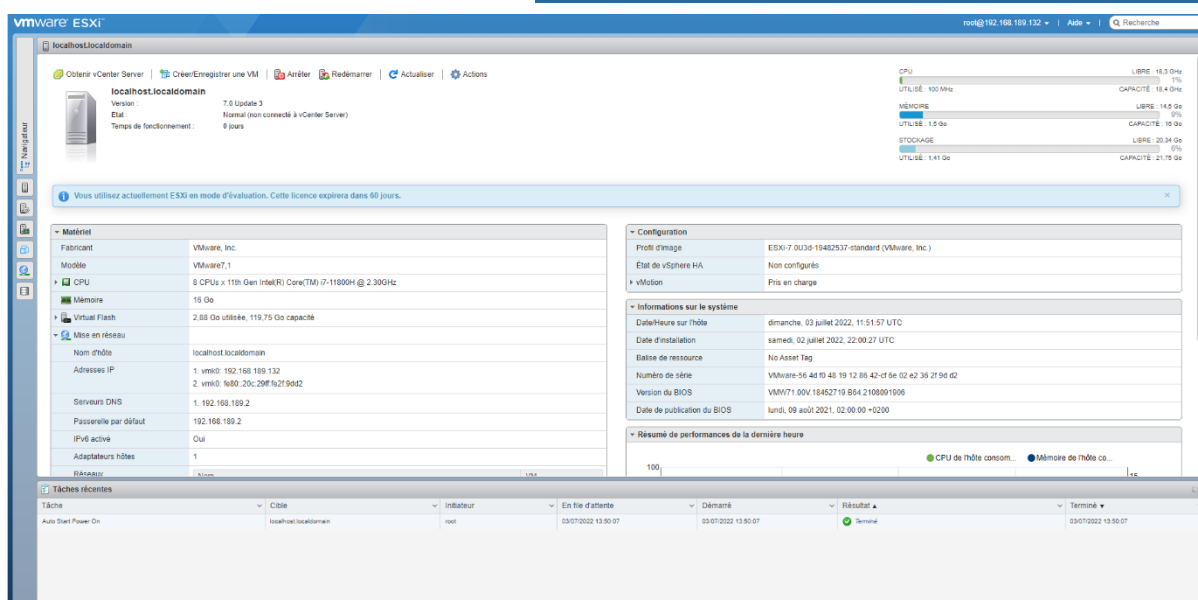 vmware ESXi
root@192.168.189.132
Aide
Recherche
Navigateur
localhost.localdomain
Obtenir vCenter Server
Créer/Enregistrer une VM
Arrêter
Redémarrer
Actualiser
Actions
localhost.localdomain
Version : 7.0 Update 3
État : Normal (non connecté à vCenter Server)
Temps de fonctionnement : 0 jours
CPU LIBRE : 18,3 GHz
1%
UTILISÉ : 100 MHz CAPACITÉ : 18,4 GHz
MÉMOIRE LIBRE : 14,5 Go
9%
UTILISÉ : 1,5 Go CAPACITÉ : 16 Go
STOCKAGE LIBRE : 20,34 Go
6%
UTILISÉ : 1,41 Go CAPACITÉ : 21,75 Go
Vous utilisez actuellement ESXi en mode d'évaluation. Cette licence expirera dans 60 jours.
Matériel
Fabricant VMware, Inc.
Modèle VMware7,1
CPU 8 CPUs x 11th Gen Intel(R) Core(TM) i7-11800H @ 2.30GHz
Mémoire 16 Go
Virtual Flash 2,88 Go utilisée, 119,75 Go capacité
Mise en réseau
Nom d'hôte localhost.localdomain
Adresses IP 1. vmk0: 192.168.189.132
2. vmk0: fe80::20c:29ff:fe2f:9dd2
Serveurs DNS 1. 192.168.189.2
Passerelle par défaut 192.168.189.2
IPv6 activé Oui
Adaptateurs hôtes 1
Réseaux Nom VM
Configuration
Profil d'image ESXi-7.0U3d-19482537-standard (VMware, Inc.)
État de vSphere HA Non configurés
vMotion Pris en charge
Informations sur le système
Date/Heure sur l'hôte dimanche, 03 juillet 2022, 11:51:57 UTC
Date d'installation samedi, 02 juillet 2022, 22:00:27 UTC
Balise de ressource No Asset Tag
Numéro de série VMware-56 4d f0 48 19 12 86 42-cf 6e 02 e2 36 2f 9d d2
Version du BIOS VMW71.00V.18452719.B64.2108091906
Date de publication du BIOS lundi, 09 août 2021, 02:00:00 +0200
Résumé de performances de la dernière heure
CPU de l'hôte consom... Mémoire de l'hôte co...
100
15
Tâches récentes
Tâche Cible Initiateur En file d'attente Démarré Résultat Terminé
Auto Start Power On localhost.localdomain root 03/07/2022 13:50:07 03/07/2022 13:50:07 Terminé 03/07/2022 13:50:07